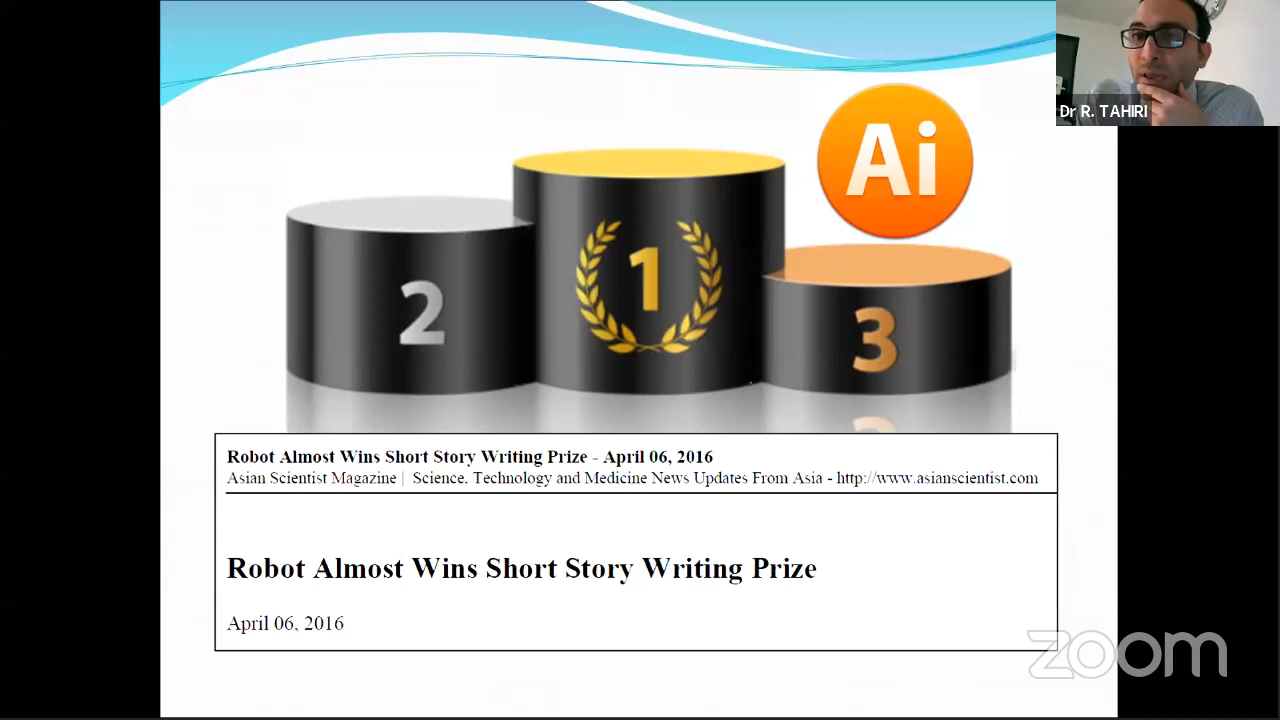 Dr R. TAHIRI
Ai
1
2
3
Robot Almost Wins Short Story Writing Prize - April 06, 2016
Asian Scientist Magazine | Science, Technology and Medicine News Updates From Asia - http://www.asianscientist.com
Robot Almost Wins Short Story Writing Prize
April 06, 2016
zoom